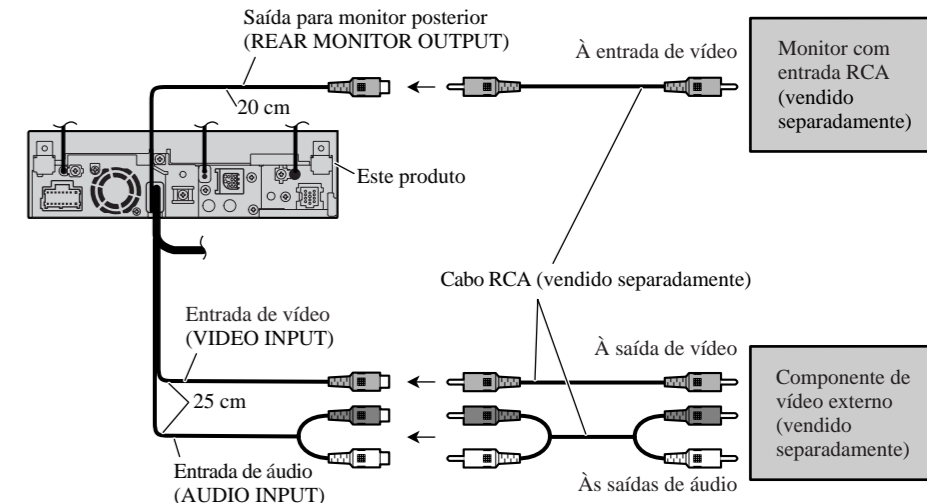 Saída para monitor posterior
(REAR MONITOR OUTPUT)
20 cm
À entrada de vídeo
Monitor com
entrada RCA
(vendido
separadamente)
Este produto
Cabo RCA (vendido separadamente)
Entrada de vídeo
(VIDEO INPUT)
25 cm
Entrada de áudio
(AUDIO INPUT)
À saída de vídeo
Às saídas de áudio
Componente de
vídeo externo
(vendido
separadamente)